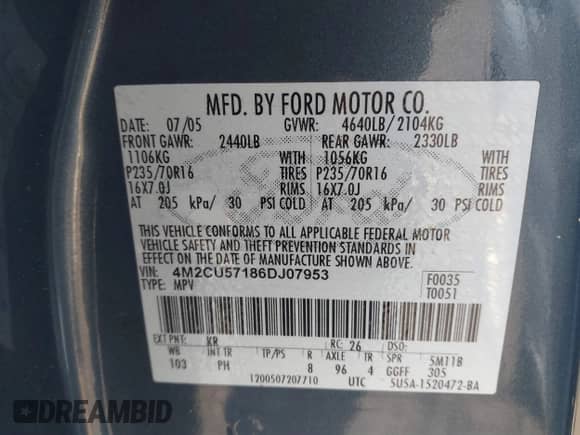 MFD. BY FORD MOTOR CO.
DATE: 07/05 GVWR: 4640LB/2104KG
FRONT GAWR: 2440LB REAR GAWR: 2330LB
1106KG WITH 1056KG WITH
P235/70R16 TIRES P235/70R16 TIRES
16X7.0J RIMS 16X7.0J RIMS
AT 205 kPa/ 30 PSI COLD AT 205 kPa/ 30 PSI COLD
THIS VEHICLE CONFORMS TO ALL APPLICABLE FEDERAL MOTOR
VEHICLE SAFETY AND THEFT PREVENTION STANDARDS IN
EFFECT ON THE DATE OF MANUFACTURE SHOWN ABOVE.
VIN: 4M2CU57186DJ07953 F0035
TYPE: MPV T0051
EXT PNT: KR RC: 26 DSO:
WB INT TR TP/PS R AXLE TR SPR 5M11B
103 PH 8 96 4 GGFF 305
1200507207710 UTC 5USA-1520472-BA
Ford
DREAMBID